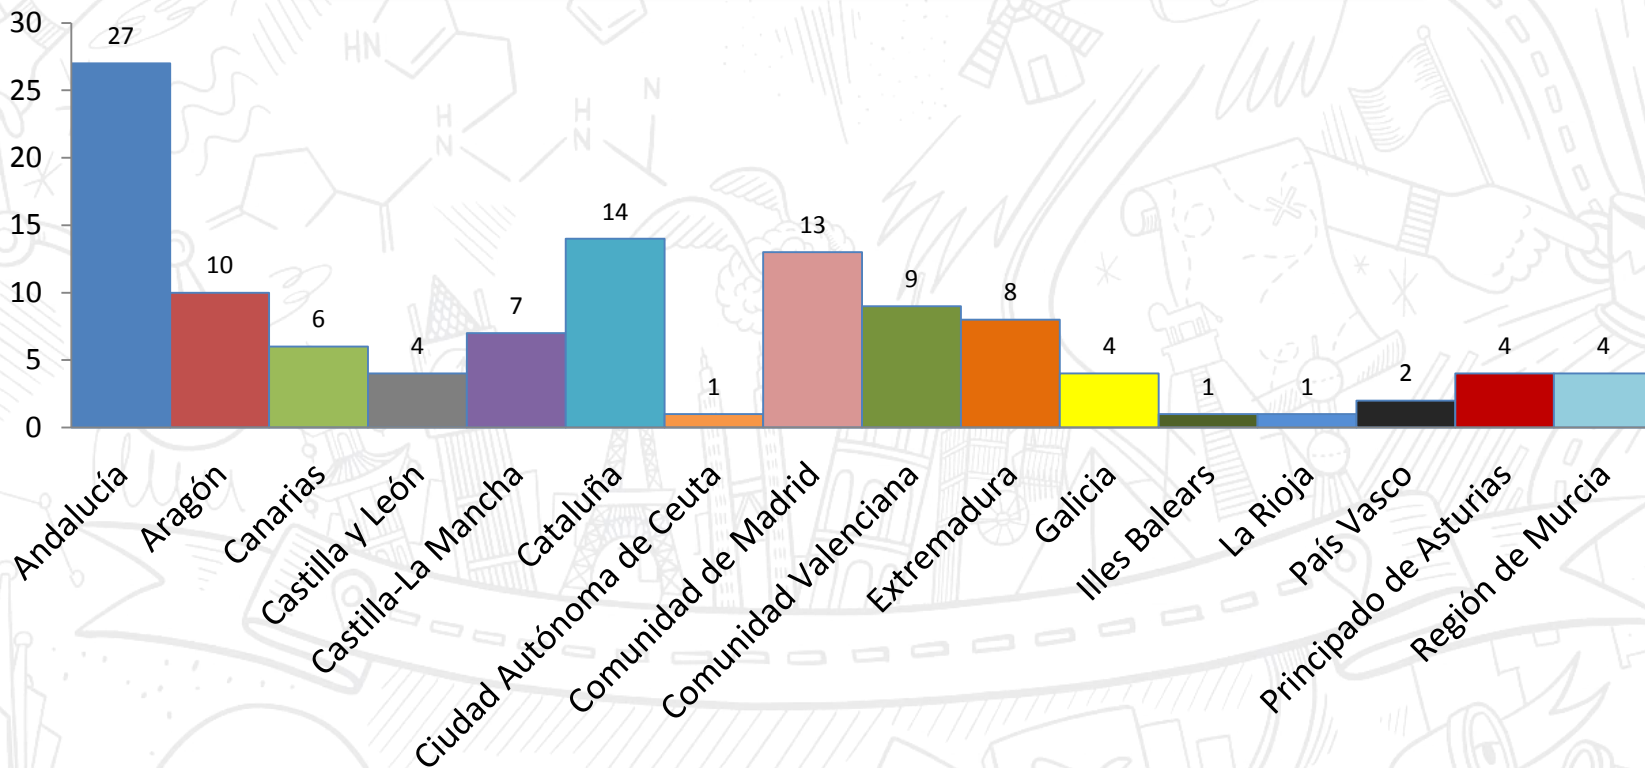 30
25
20
15
10
5
0
27
10
6
4
7
14
1
13
9
8
4
1
1
2
4
4
Andalucía
Aragón
Canarias
Castilla y León
Castilla-La Mancha
Cataluña
Ciudad Autónoma de Ceuta
Comunidad de Madrid
Comunidad Valenciana
Extremadura
Galicia
Illes Balears
La Rioja
País Vasco
Principado de Asturias
Región de Murcia
HN
H
N
H
N
N